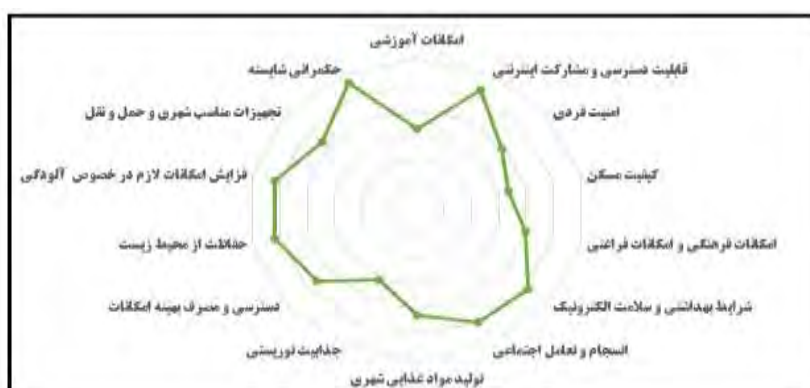 امکانات آموزشی
قابلیت دسترسی و مشارکت اینترنتی
امنیت فردی
کیفیت مسکن
امکانات فرهنگی و امکانات فراغتی
شرایط بهداشتی و سلامت الکترونیک
انسجام و تعامل اجتماعی
تولید مواد غذایی شهری
جذابیت توریستی
دسترسی و مصرف بهینه امکانات
حفاظت از محیط زیست
فزایش امکانات لازم در خصوص آلودگی
تجهیزات مناسب شهری و حمل و نقل
حکمرانی شایسته